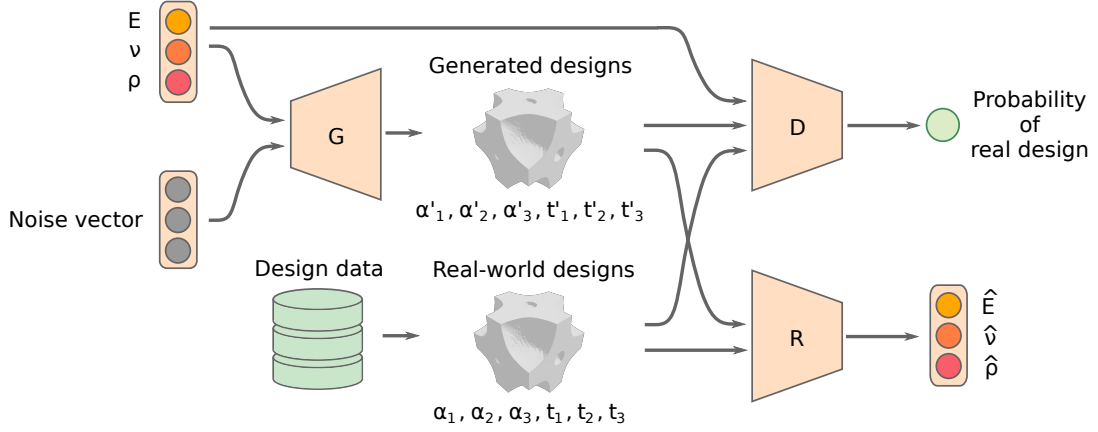 E
ν
ρ
Noise vector
G
Generated designs
α'₁, α'₂, α'₃, t'₁, t'₂, t'₃
Design data
Real-world designs
α₁, α₂, α₃, t₁, t₂, t₃
D
Probability
of
real design
R
Ê
ν̂
ρ̂